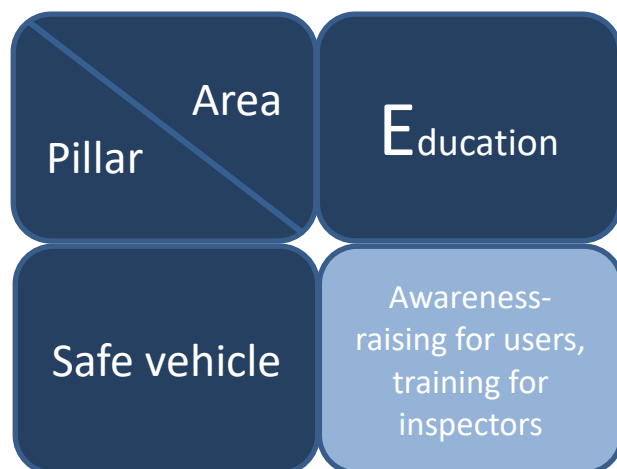 Area
Pillar
Education
Safe vehicle
Awareness-
raising for users,
training for
inspectors